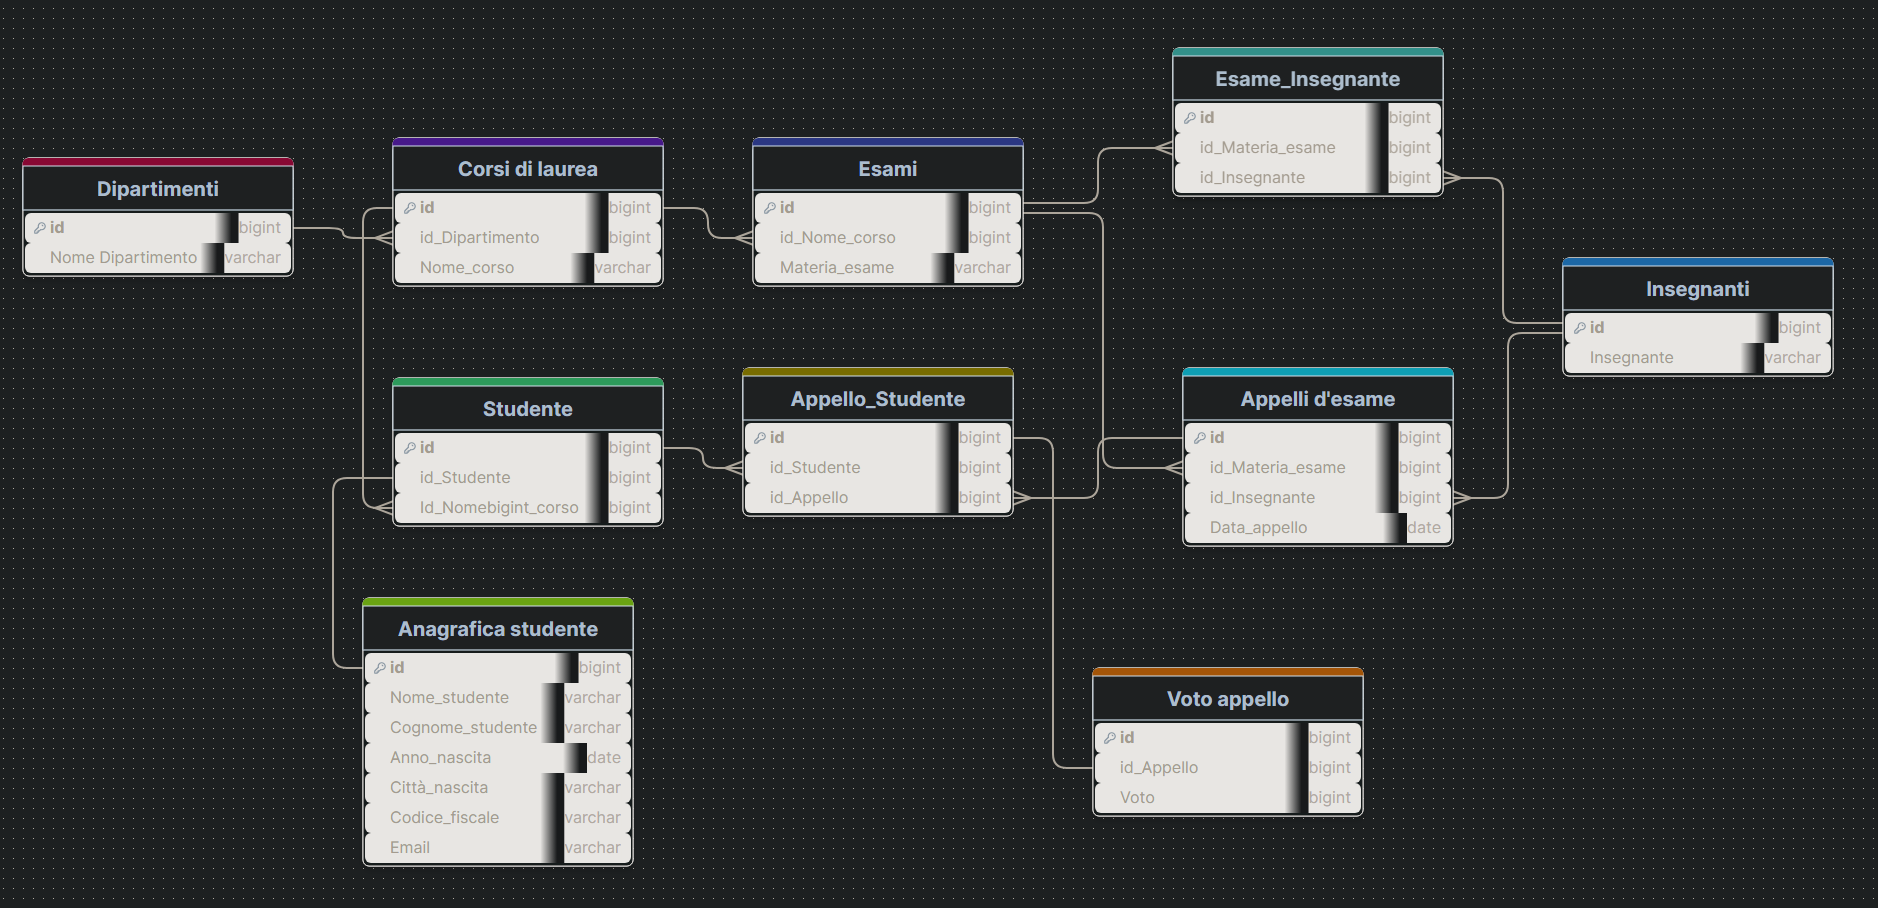 Dipartimenti
id bigint
Nome Dipartimento varchar
Corsi di laurea
id bigint
id_Dipartimento bigint
Nome_corso varchar
Esami
id bigint
id_Nome_corso bigint
Materia_esame varchar
Esame_Insegnante
id bigint
id_Materia_esame bigint
id_Insegnante bigint
Insegnanti
id bigint
Insegnante varchar
Studente
id bigint
id_Studente bigint
Id_Nomebigint_corso bigint
Appello_Studente
id bigint
id_Studente bigint
id_Appello bigint
Appelli d'esame
id bigint
id_Materia_esame bigint
id_Insegnante bigint
Data_appello date
Anagrafica studente
id bigint
Nome_studente varchar
Cognome_studente varchar
Anno_nascita date
Città_nascita varchar
Codice_fiscale varchar
Email varchar
Voto appello
id bigint
id_Appello bigint
Voto bigint